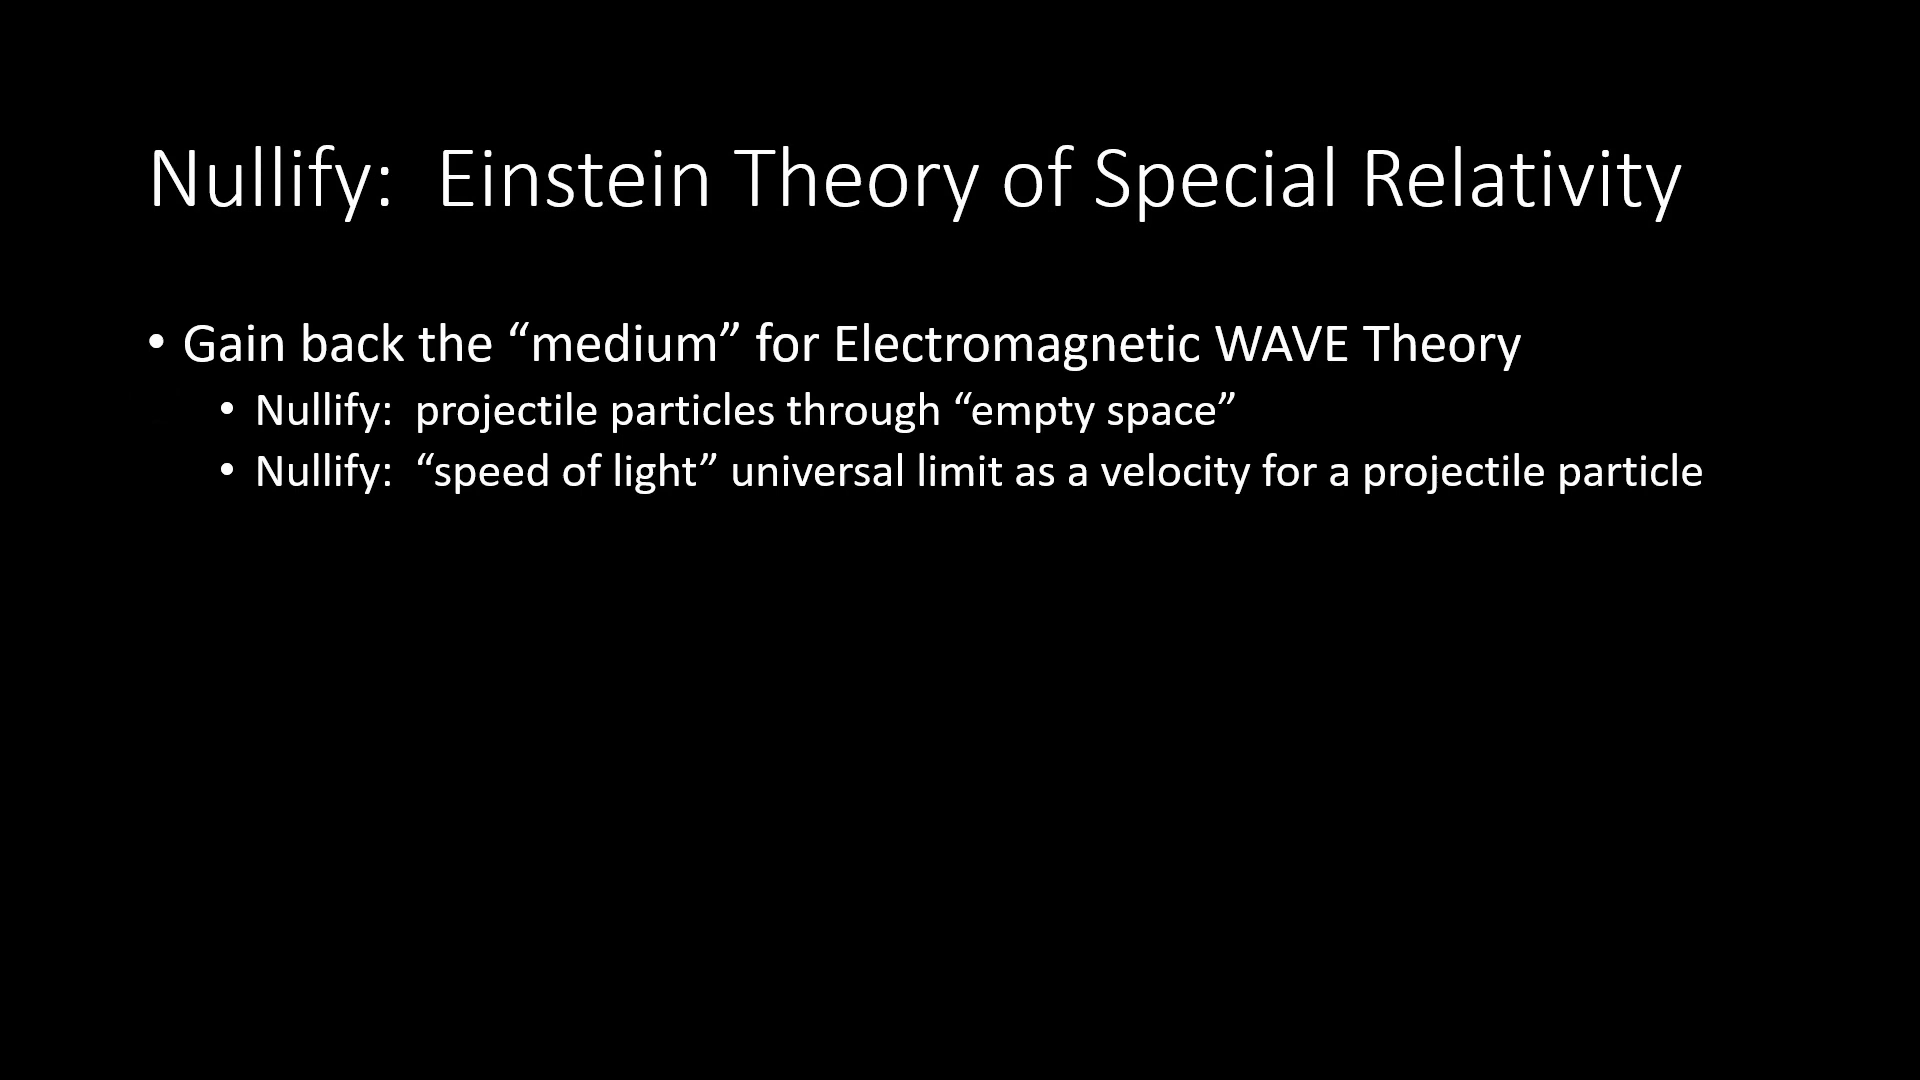 Nullify:  Einstein Theory of Special Relativity
• Gain back the “medium” for Electromagnetic WAVE Theory
• Nullify:  projectile particles through “empty space”
• Nullify:  “speed of light” universal limit as a velocity for a projectile particle